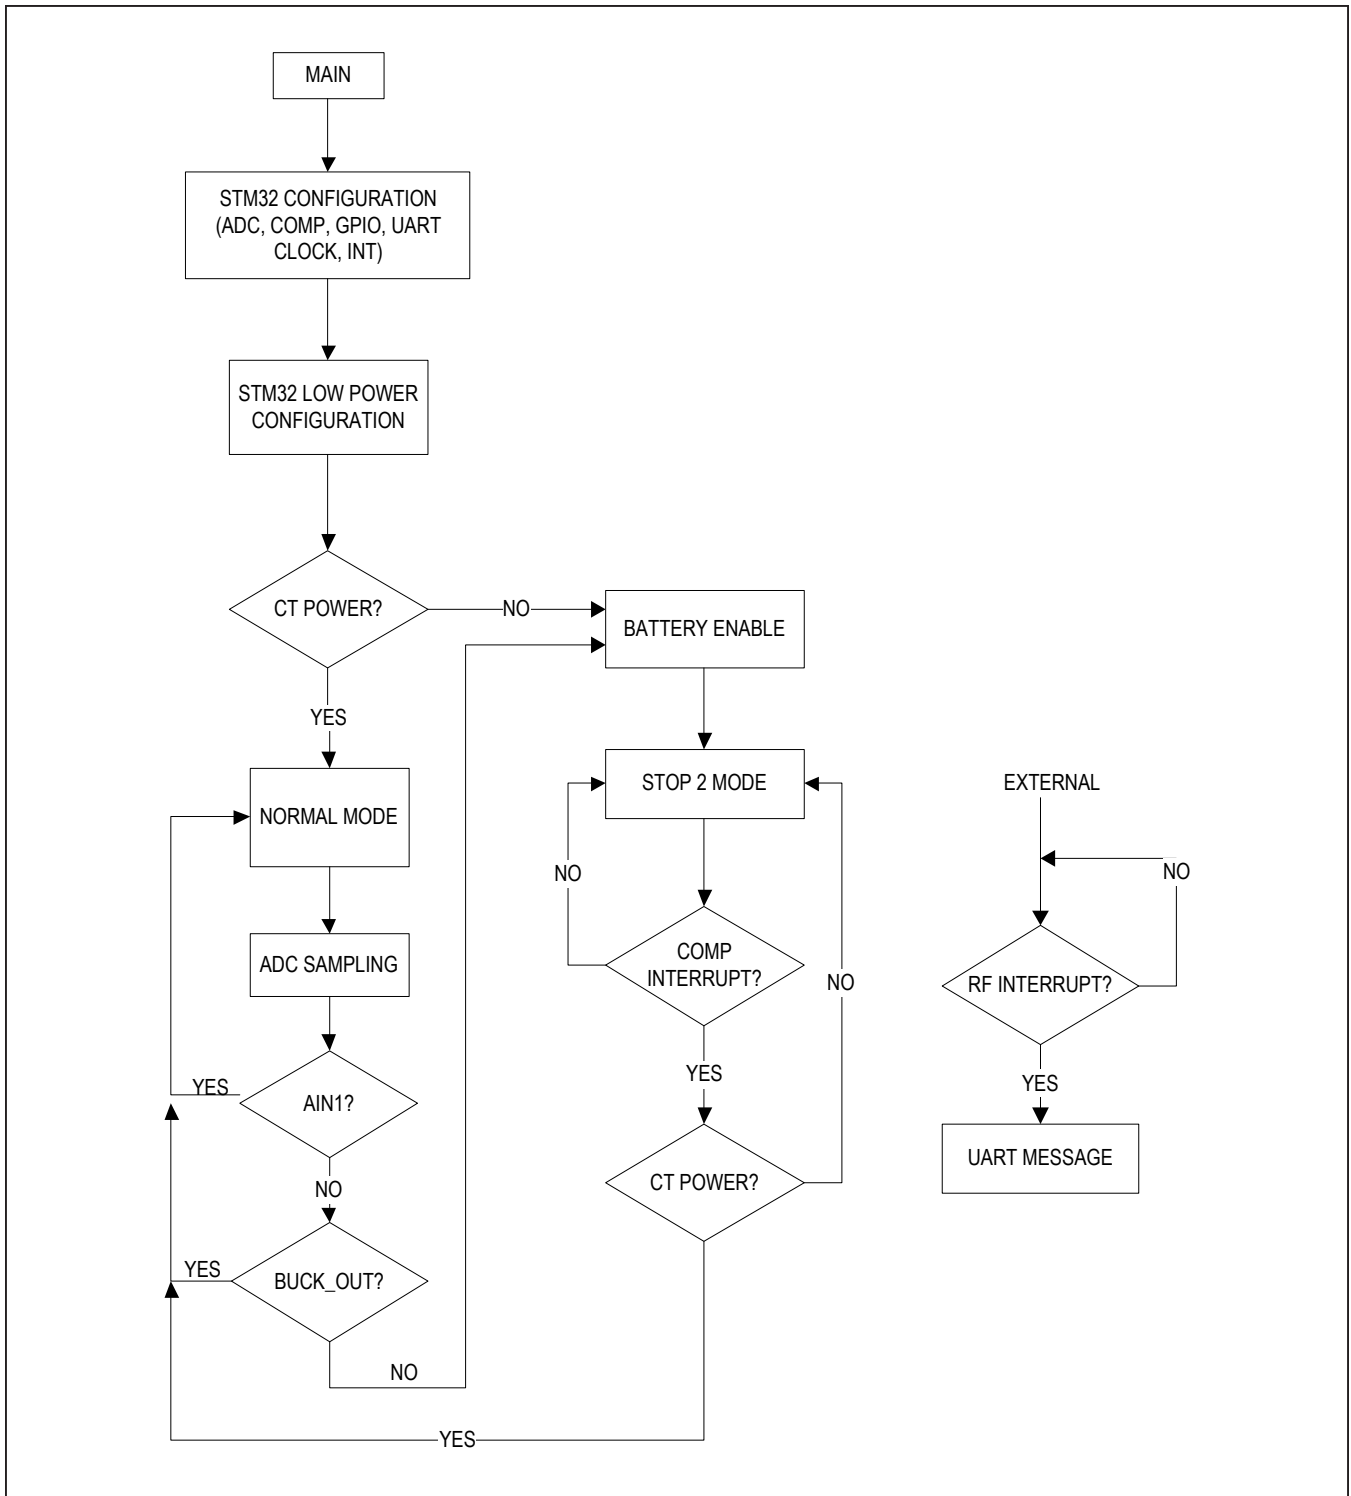 MAIN
STM32 CONFIGURATION
(ADC, COMP, GPIO, UART
CLOCK, INT)
STM32 LOW POWER
CONFIGURATION
CT POWER?
NO
BATTERY ENABLE
YES
NORMAL MODE
ADC SAMPLING
AIN1?
YES
NO
BUCK_OUT?
YES
NO
STOP 2 MODE
NO
COMP
INTERRUPT?
NO
YES
CT POWER?
YES
EXTERNAL
NO
RF INTERRUPT?
YES
UART MESSAGE